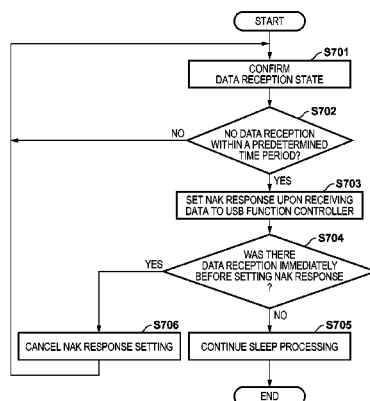 START
S701
CONFIRM
DATA RECEPTION STATE
S702
NO DATA RECEPTION
WITHIN A PREDETERMINED
TIME PERIOD?
NO
YES
S703
SET NAK RESPONSE UPON RECEIVING
DATA TO USB FUNCTION CONTROLLER
S704
WAS THERE
DATA RECEPTION IMMEDIATELY
BEFORE SETTING NAK RESPONSE
?
YES
NO
S706
CANCEL NAK RESPONSE SETTING
S705
CONTINUE SLEEP PROCESSING
END